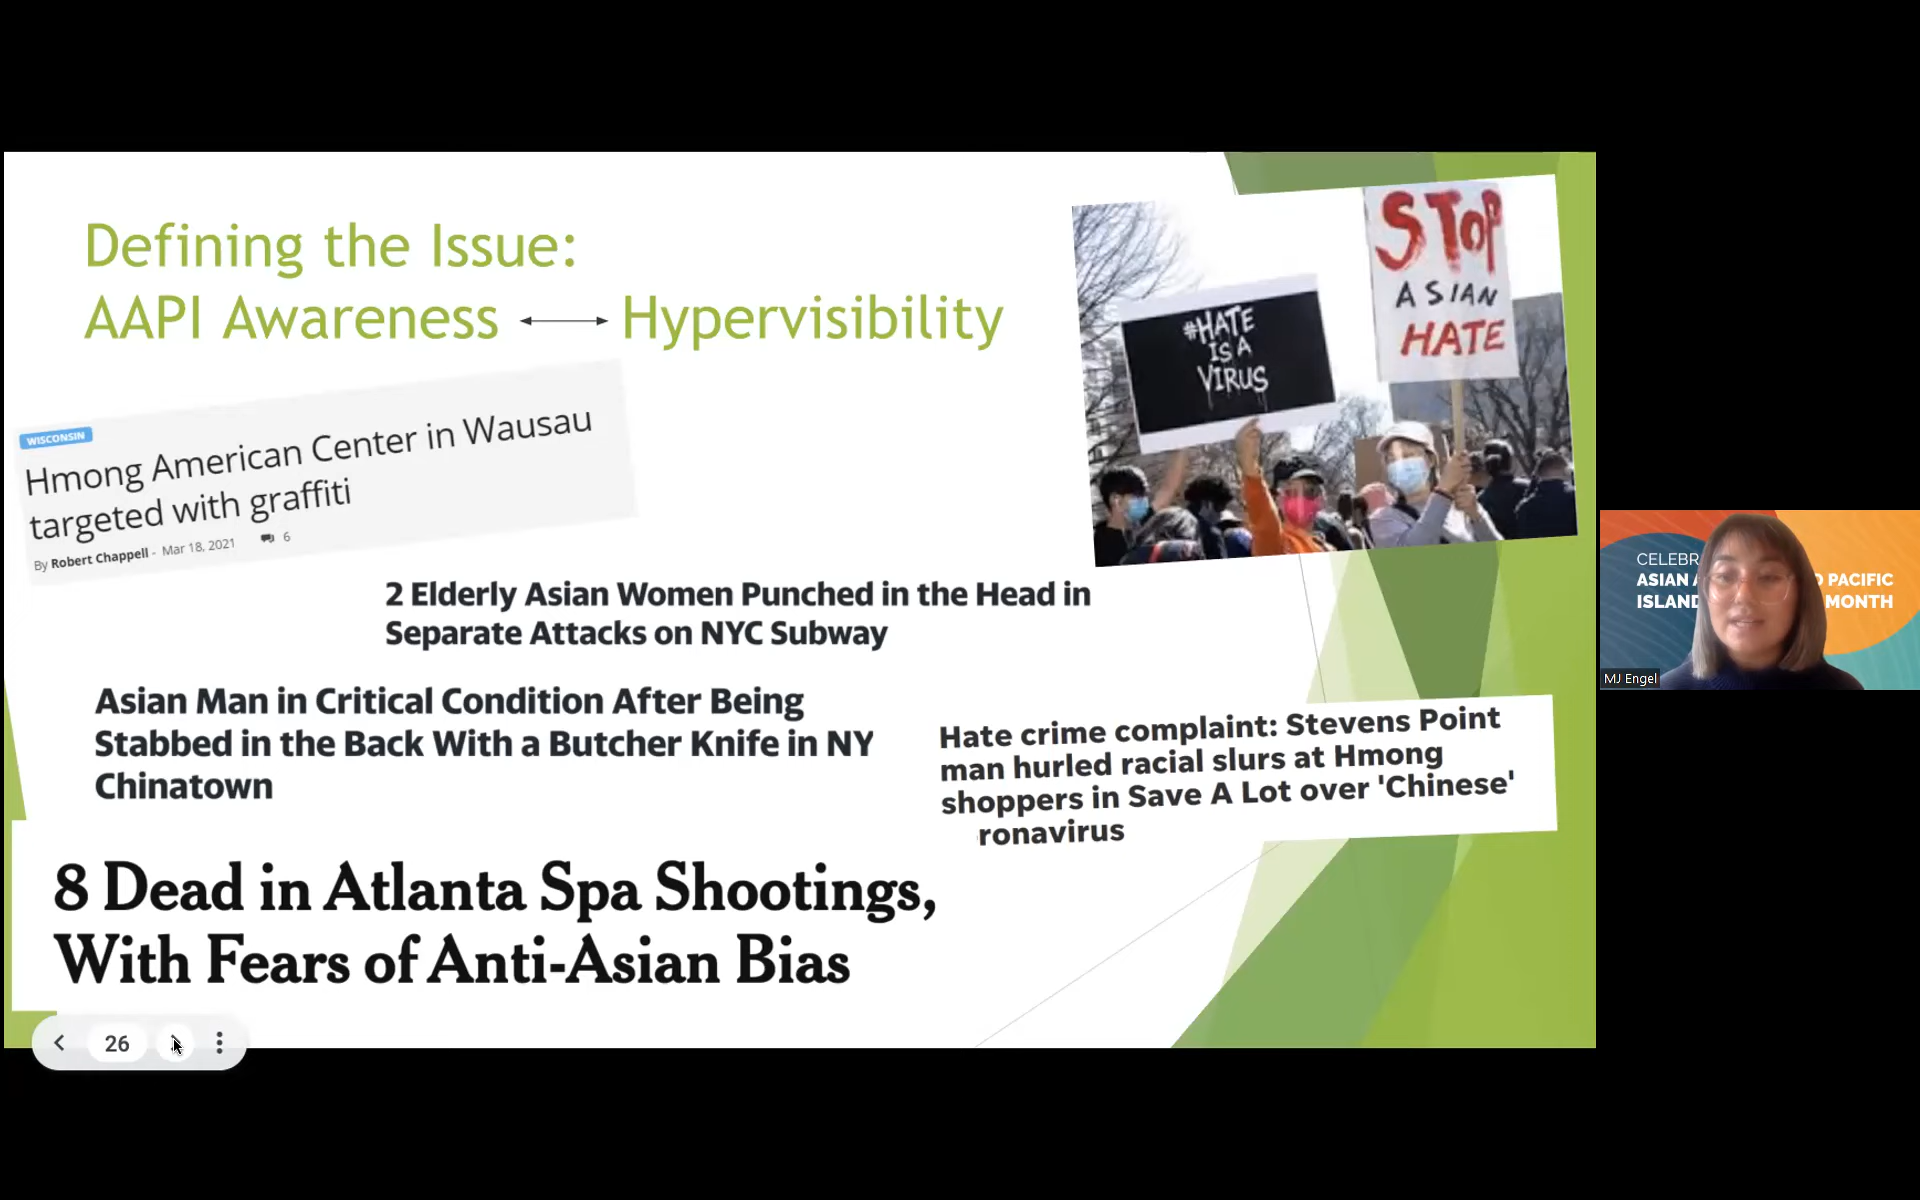 Defining the Issue:
AAPI Awareness ⟷ Hypervisibility
STOP
ASIAN
HATE
#HATE
IS A
VIRUS
WISCONSIN
Hmong American Center in Wausau
targeted with graffiti
By Robert Chappell - Mar 18, 2021 6
2 Elderly Asian Women Punched in the Head in
Separate Attacks on NYC Subway
Asian Man in Critical Condition After Being
Stabbed in the Back With a Butcher Knife in NY
Chinatown
Hate crime complaint: Stevens Point
man hurled racial slurs at Hmong
shoppers in Save A Lot over 'Chinese'
ronavirus
8 Dead in Atlanta Spa Shootings,
With Fears of Anti-Asian Bias
26
CELEBR
ASIAN A PACIFIC
ISLAND MONTH
MJ Engel